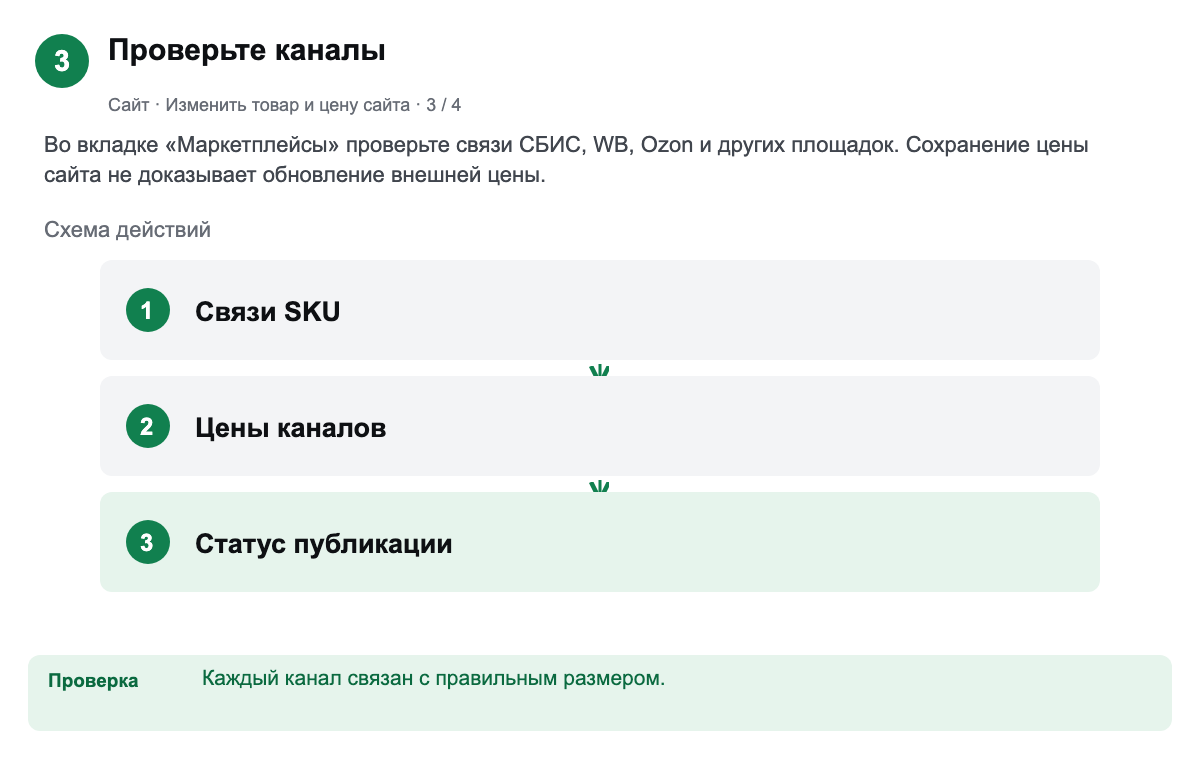 3
Проверьте каналы
Сайт · Изменить товар и цену сайта · 3 / 4
Во вкладке «Маркетплейсы» проверьте связи СБИС, WB, Ozon и других площадок. Сохранение цены
сайта не доказывает обновление внешней цены.
Схема действий
1 Связи SKU
2 Цены каналов
3 Статус публикации
Проверка Каждый канал связан с правильным размером.